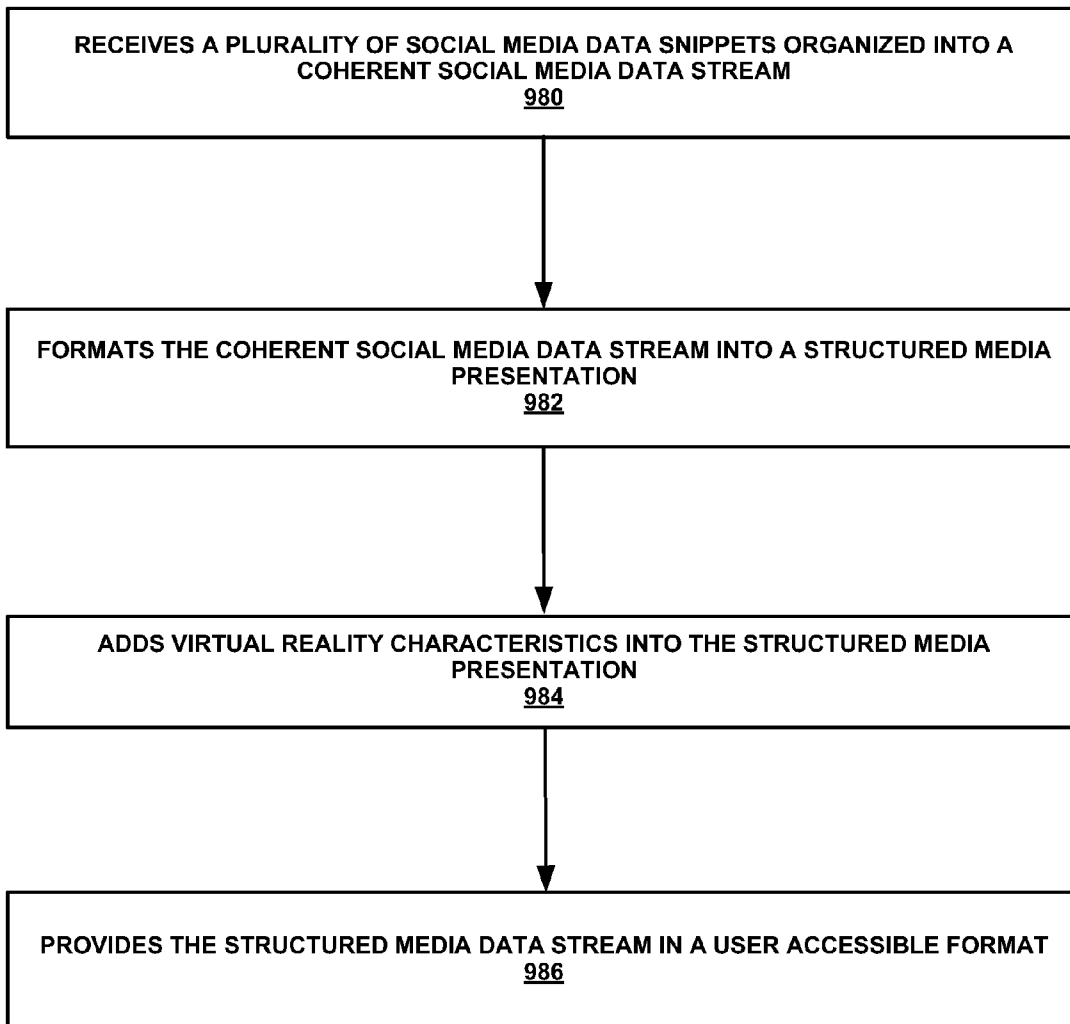 RECEIVES A PLURALITY OF SOCIAL MEDIA DATA SNIPPETS ORGANIZED INTO A
COHERENT SOCIAL MEDIA DATA STREAM
980
FORMATS THE COHERENT SOCIAL MEDIA DATA STREAM INTO A STRUCTURED MEDIA
PRESENTATION
982
ADDS VIRTUAL REALITY CHARACTERISTICS INTO THE STRUCTURED MEDIA
PRESENTATION
984
PROVIDES THE STRUCTURED MEDIA DATA STREAM IN A USER ACCESSIBLE FORMAT
986